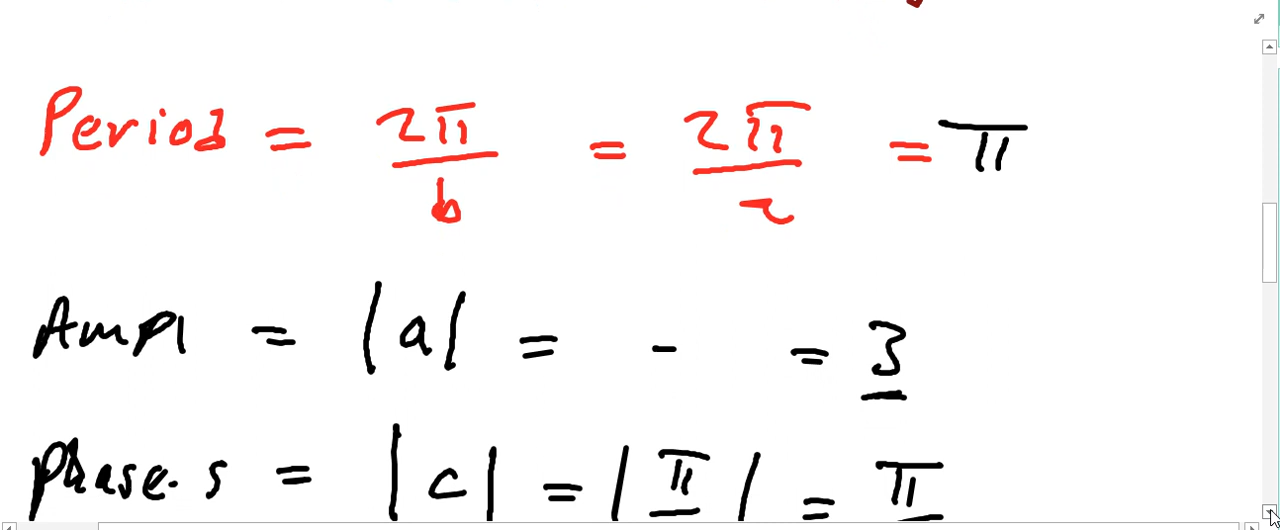 Period = 2π/b = 2π/2 = π
Ampl = |a| = - = 3
phase. s = |c| = |π| = π